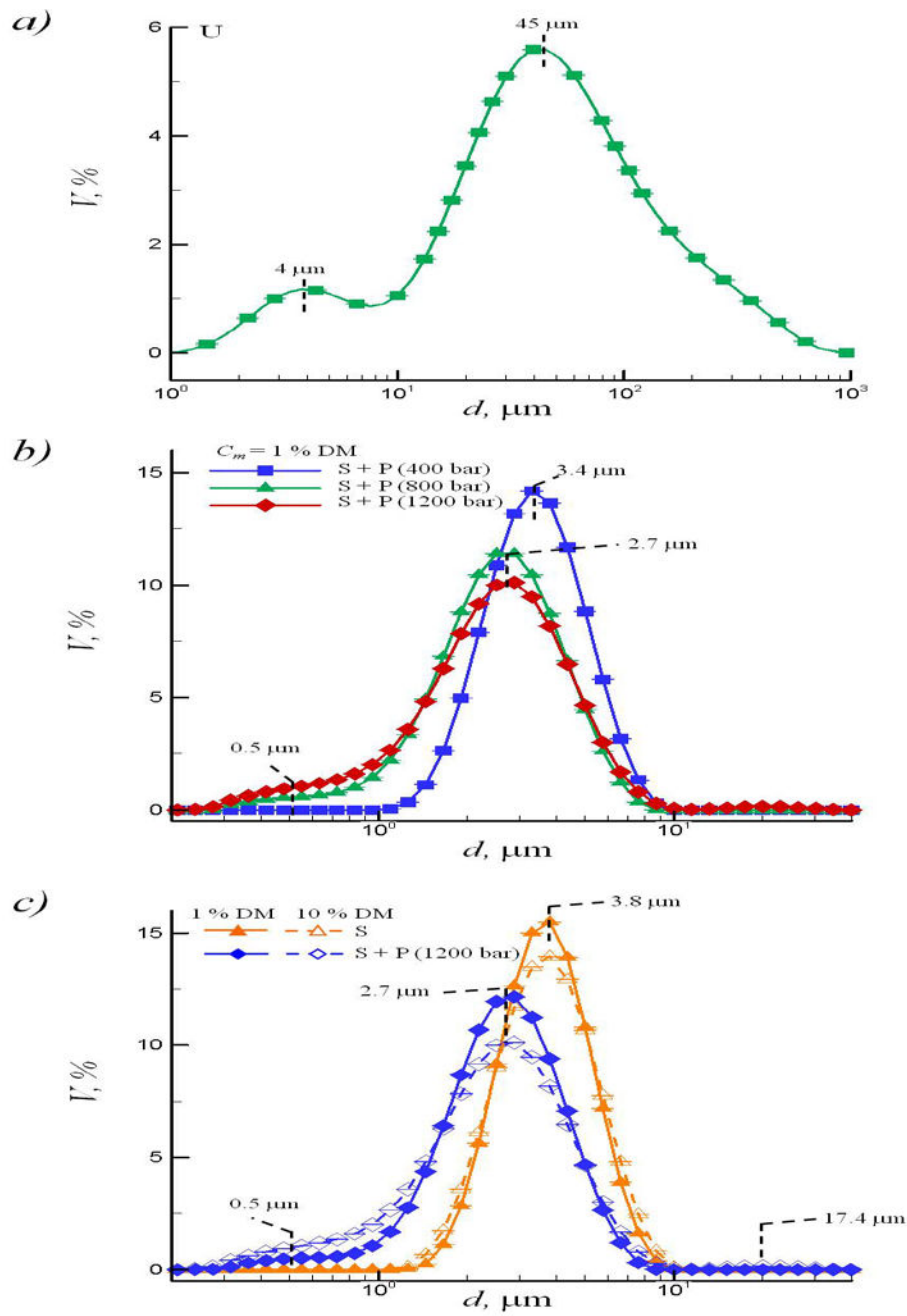 a)
U
45 μm
4 μm
V, %
6
4
2
0
10⁰ 10¹ 10² 10³
d, μm
b)
C_m = 1 % DM
S + P (400 bar)
S + P (800 bar)
S + P (1200 bar)
3.4 μm
2.7 μm
0.5 μm
V, %
15
10
5
0
10⁰ 10¹
d, μm
c)
1 % DM 10 % DM
S
S + P (1200 bar)
3.8 μm
2.7 μm
0.5 μm
17.4 μm
V, %
15
10
5
0
10⁰ 10¹
d, μm